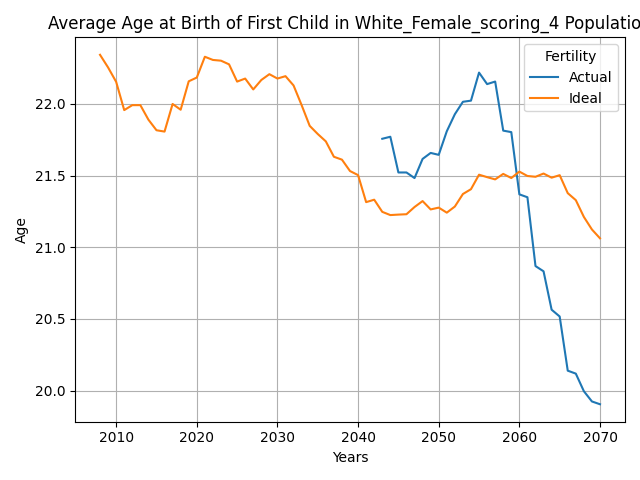 Average Age at Birth of First Child in White_Female_scoring_4 Populatio
Fertility
Actual
Ideal
Age
22.0
21.5
21.0
20.5
20.0
2010 2020 2030 2040 2050 2060 2070
Years